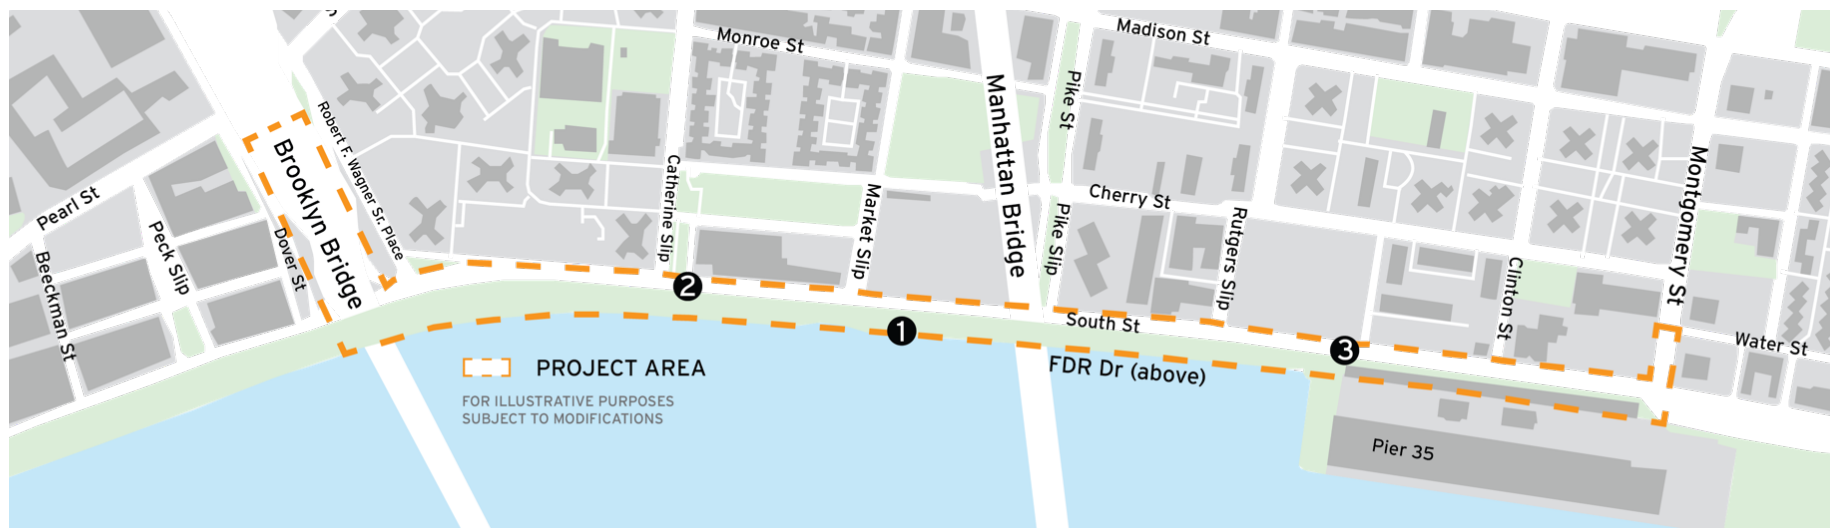 Madison St
Monroe St
Pike St
Manhattan Bridge
Robert F. Wagner Sr. Place
Brooklyn Bridge
Catherine Slip
Market Slip
Cherry St
Montgomery St
Pearl St
Peck Slip
Dover St
Beeckman St
Pike Slip
Rutgers Slip
Clinton St
2
1
South St
3
Water St
FDR Dr (above)
PROJECT AREA
FOR ILLUSTRATIVE PURPOSES
SUBJECT TO MODIFICATIONS
Pier 35